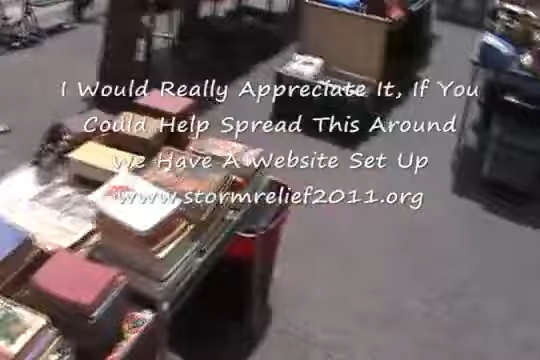 I Would Really Appreciate It, If You
Could Help Spread This Around
We Have A Website Set Up
www.stormrelief2011.org